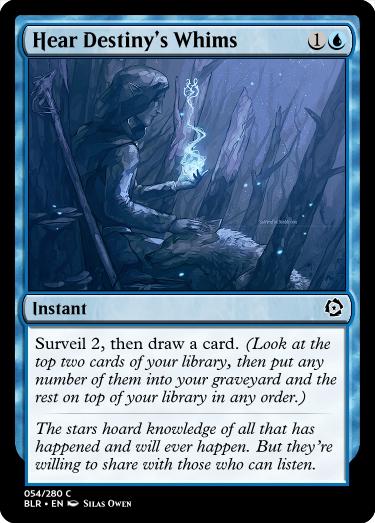 Hear Destiny's Whims 1
Instant
Surveil 2, then draw a card. (Look at the
top two cards of your library, then put any
number of them into your graveyard and the
rest on top of your library in any order.)
The stars hoard knowledge of all that has
happened and will ever happen. But they're
willing to share with those who can listen.
054/280 C
BLR • EN Silas Owen